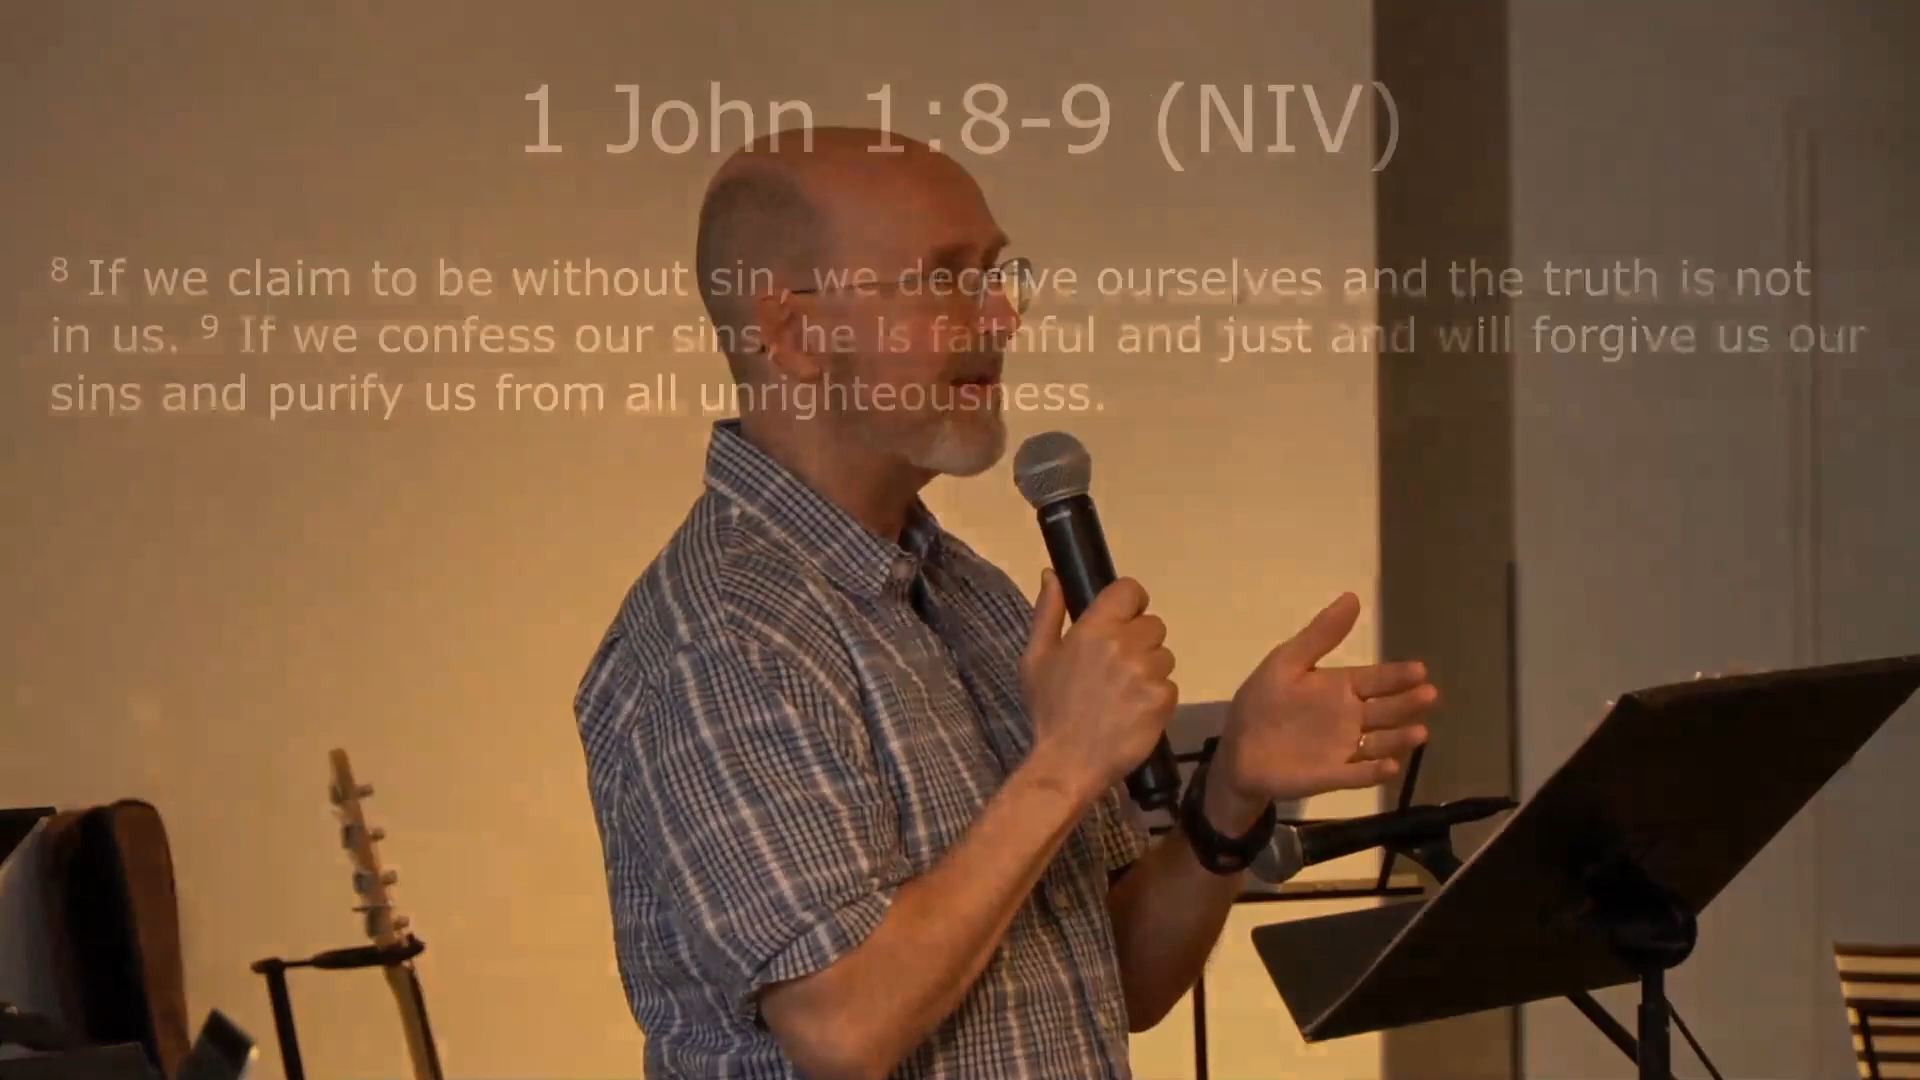 1 John 1:8-9 (NIV)
8 If we claim to be without sin, we deceive ourselves and the truth is not
in us. 9 If we confess our sins, he is faithful and just and will forgive us our
sins and purify us from all unrighteousness.